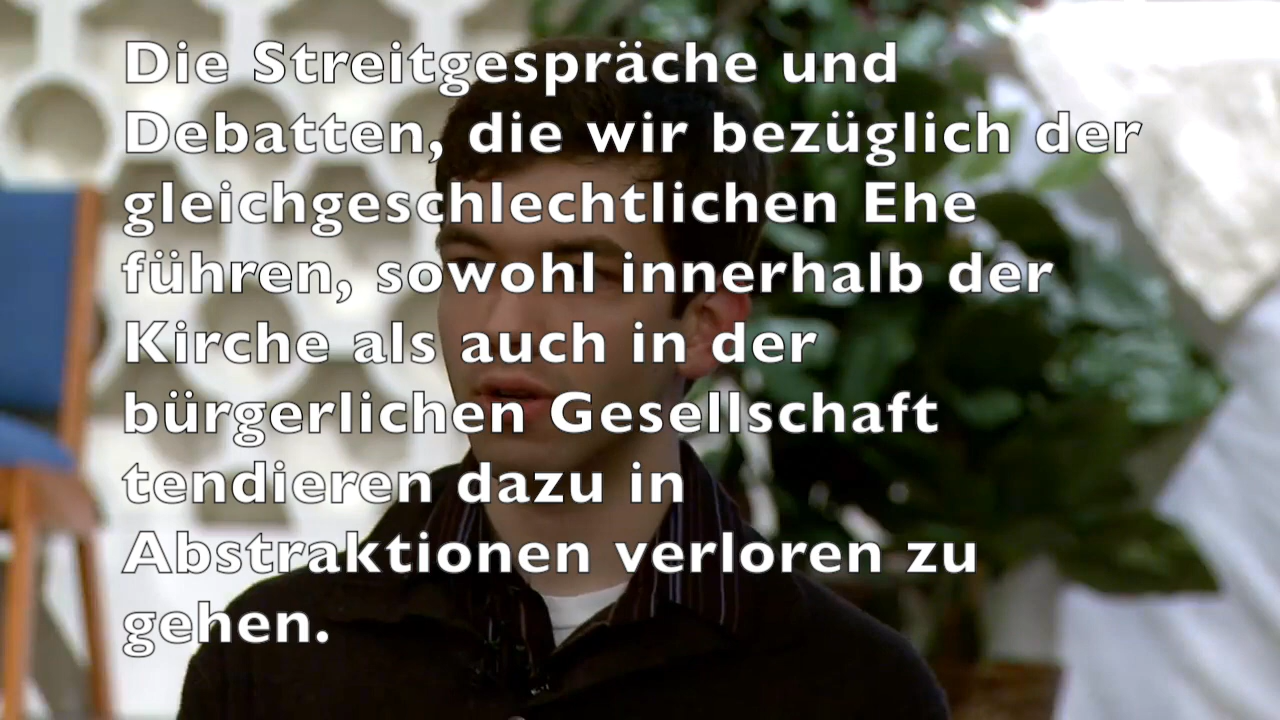 Die Streitgespräche und
Debatten, die wir bezüglich der
gleichgeschlechtlichen Ehe
führen, sowohl innerhalb der
Kirche als auch in der
bürgerlichen Gesellschaft
tendieren dazu in
Abstraktionen verloren zu
gehen.